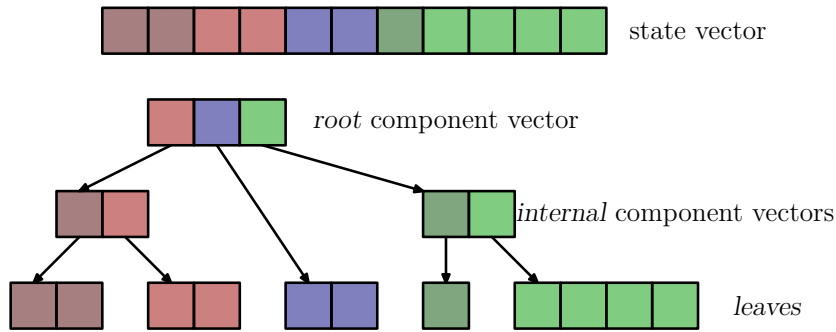 state vector
root component vector
internal component vectors
leaves